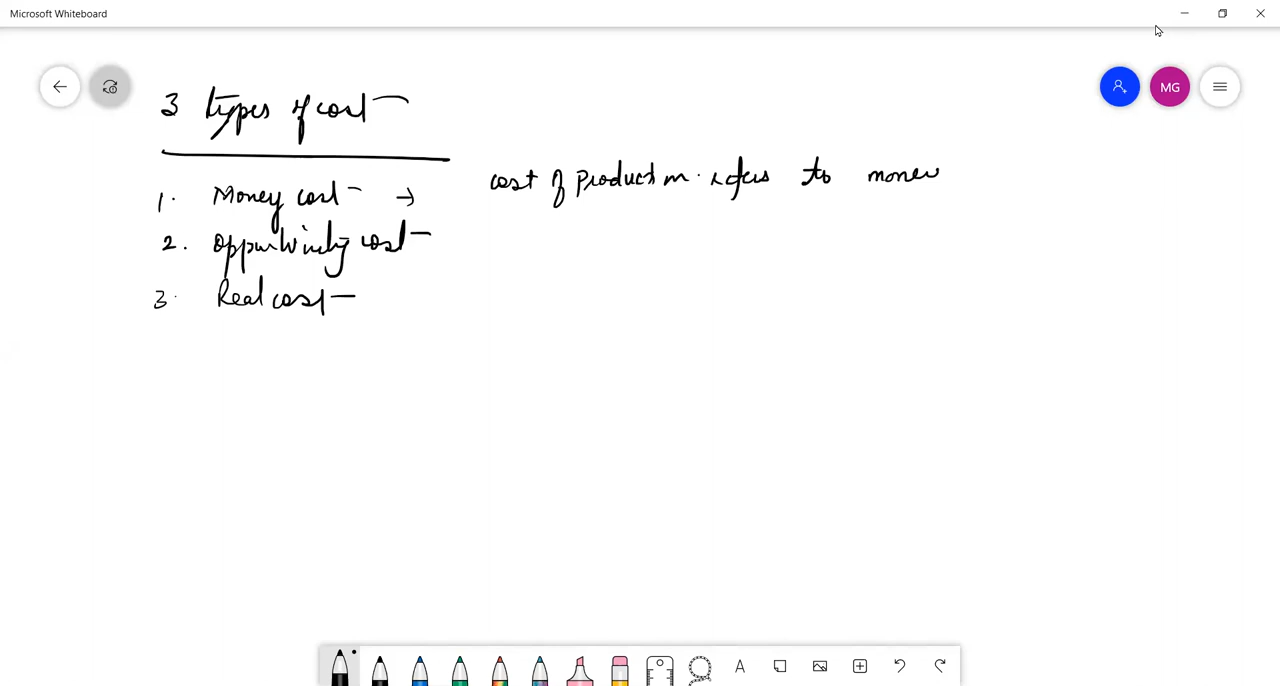 Microsoft Whiteboard
MG
3 types of cost
1. Money cost → cost of production refers to money
2. opportunity cost
3. Real cost